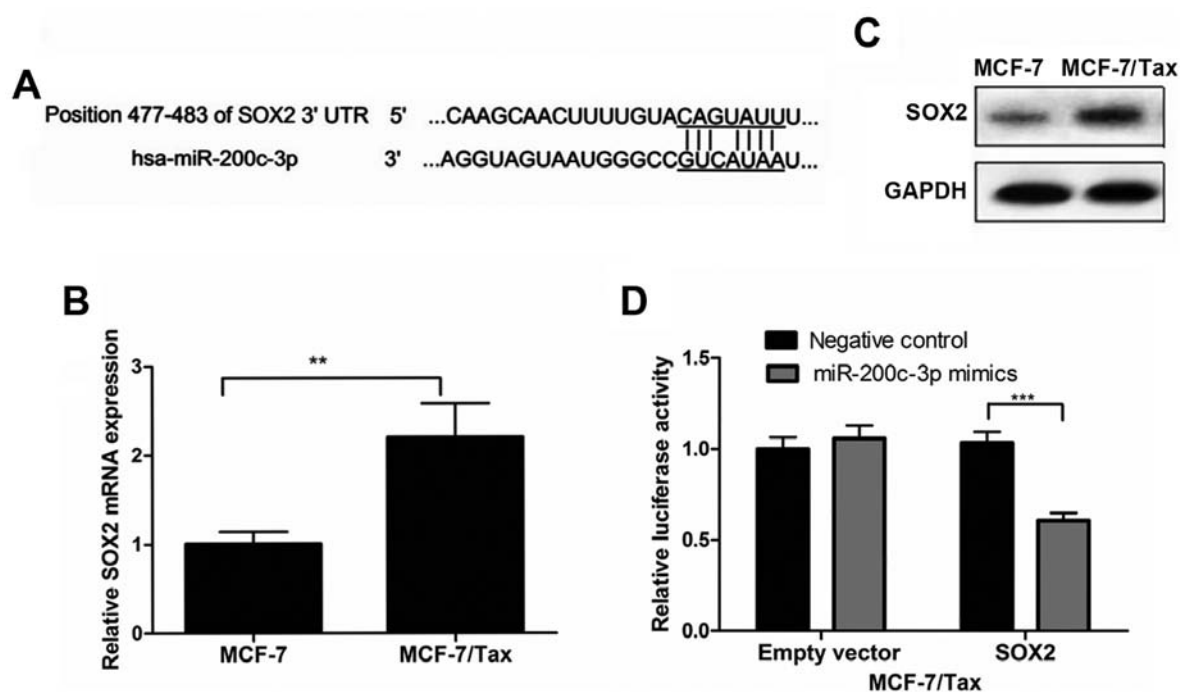 A
Position 477-483 of SOX2 3' UTR 5' ...CAAGCAACUUUUGUACAGUAUUU...
hsa-miR-200c-3p 3' ...AGGUAGUAAUGGGCCGUCAUAAU...
C
MCF-7 MCF-7/Tax
SOX2
GAPDH
B
Relative SOX2 mRNA expression
3
2
1
0
**
MCF-7 MCF-7/Tax
D
Negative control
miR-200c-3p mimics
Relative luciferase activity
1.5
1.0
0.5
0.0
***
Empty vector SOX2
MCF-7/Tax